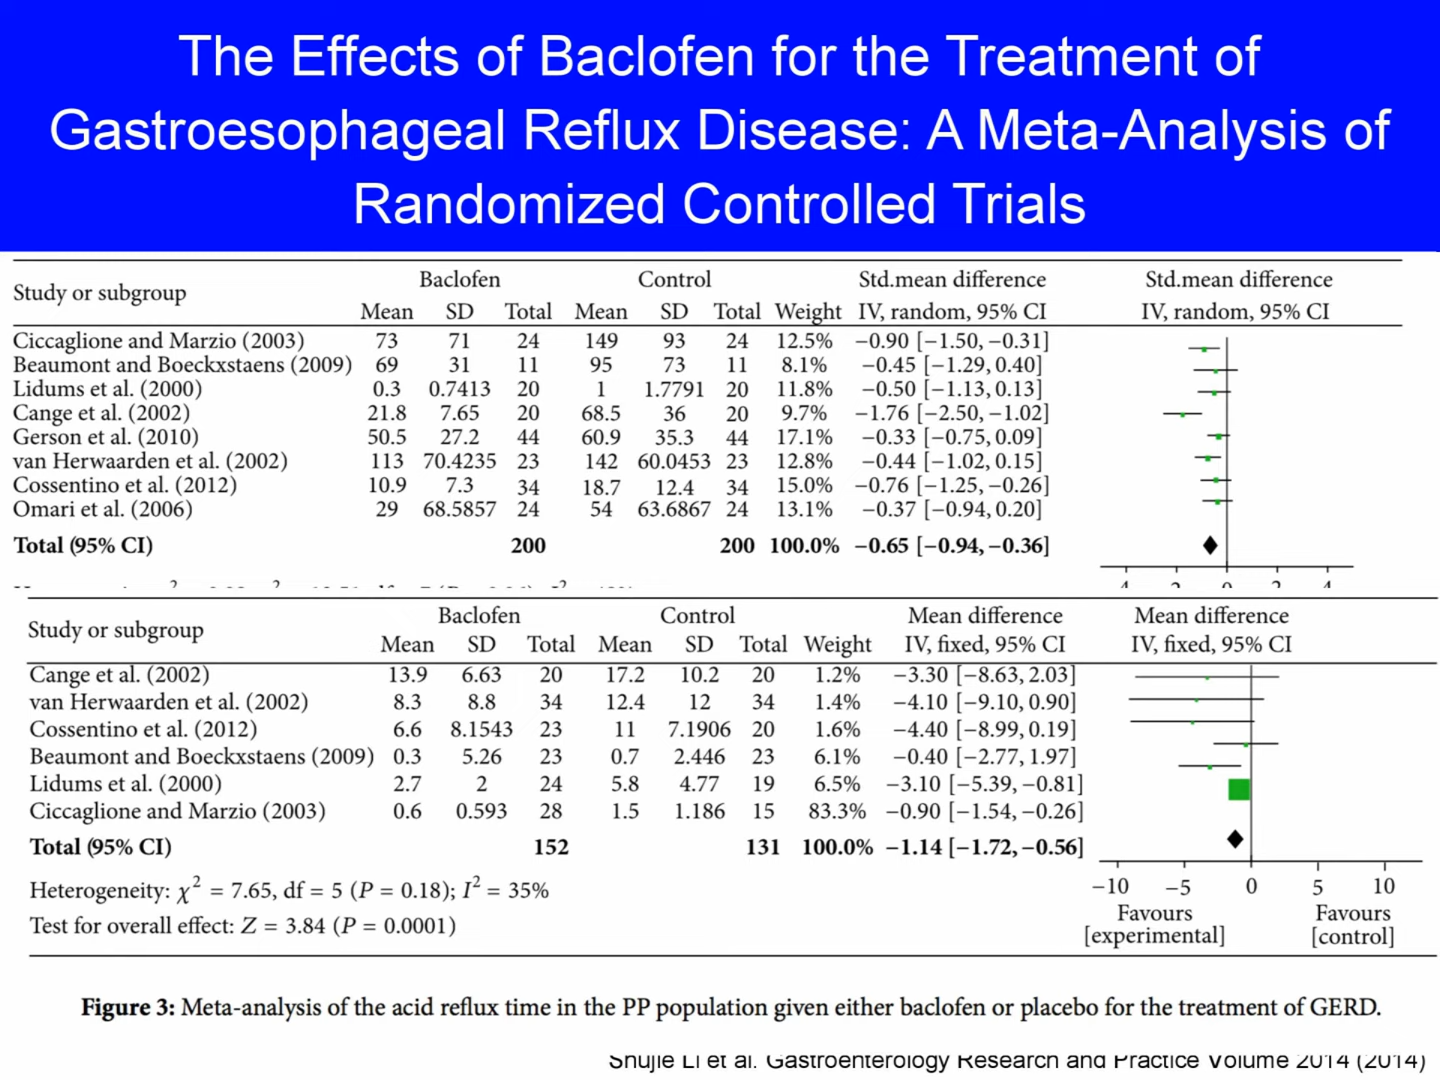 The Effects of Baclofen for the Treatment of
Gastroesophageal Reflux Disease: A Meta-Analysis of
Randomized Controlled Trials
Study or subgroup Baclofen Control Std.mean difference Std.mean difference
Mean SD Total Mean SD Total Weight IV, random, 95% CI IV, random, 95% CI
Ciccaglione and Marzio (2003) 73 71 24 149 93 24 12.5% −0.90 [−1.50, −0.31]
Beaumont and Boeckxstaens (2009) 69 31 11 95 73 11 8.1% −0.45 [−1.29, 0.40]
Lidums et al. (2000) 0.3 0.7413 20 1 1.7791 20 11.8% −0.50 [−1.13, 0.13]
Cange et al. (2002) 21.8 7.65 20 68.5 36 20 9.7% −1.76 [−2.50, −1.02]
Gerson et al. (2010) 50.5 27.2 44 60.9 35.3 44 17.1% −0.33 [−0.75, 0.09]
van Herwaarden et al. (2002) 113 70.4235 23 142 60.0453 23 12.8% −0.44 [−1.02, 0.15]
Cossentino et al. (2012) 10.9 7.3 34 18.7 12.4 34 15.0% −0.76 [−1.25, −0.26]
Omari et al. (2006) 29 68.5857 24 54 63.6867 24 13.1% −0.37 [−0.94, 0.20]
Total (95% CI) 200 200 100.0% −0.65 [−0.94, −0.36]
Study or subgroup Baclofen Control Mean difference Mean difference
Mean SD Total Mean SD Total Weight IV, fixed, 95% CI IV, fixed, 95% CI
Cange et al. (2002) 13.9 6.63 20 17.2 10.2 20 1.2% −3.30 [−8.63, 2.03]
van Herwaarden et al. (2002) 8.3 8.8 34 12.4 12 34 1.4% −4.10 [−9.10, 0.90]
Cossentino et al. (2012) 6.6 8.1543 23 11 7.1906 20 1.6% −4.40 [−8.99, 0.19]
Beaumont and Boeckxstaens (2009) 0.3 5.26 23 0.7 2.446 23 6.1% −0.40 [−2.77, 1.97]
Lidums et al. (2000) 2.7 2 24 5.8 4.77 19 6.5% −3.10 [−5.39, −0.81]
Ciccaglione and Marzio (2003) 0.6 0.593 28 1.5 1.186 15 83.3% −0.90 [−1.54, −0.26]
Total (95% CI) 152 131 100.0% −1.14 [−1.72, −0.56]
Heterogeneity: χ² = 7.65, df = 5 (P = 0.18); I² = 35%
Test for overall effect: Z = 3.84 (P = 0.0001)
−10 −5 0 5 10
Favours Favours
[experimental] [control]
Figure 3: Meta-analysis of the acid reflux time in the PP population given either baclofen or placebo for the treatment of GERD.
Shujie Li et al. Gastroenterology Research and Practice Volume 2014 (2014)